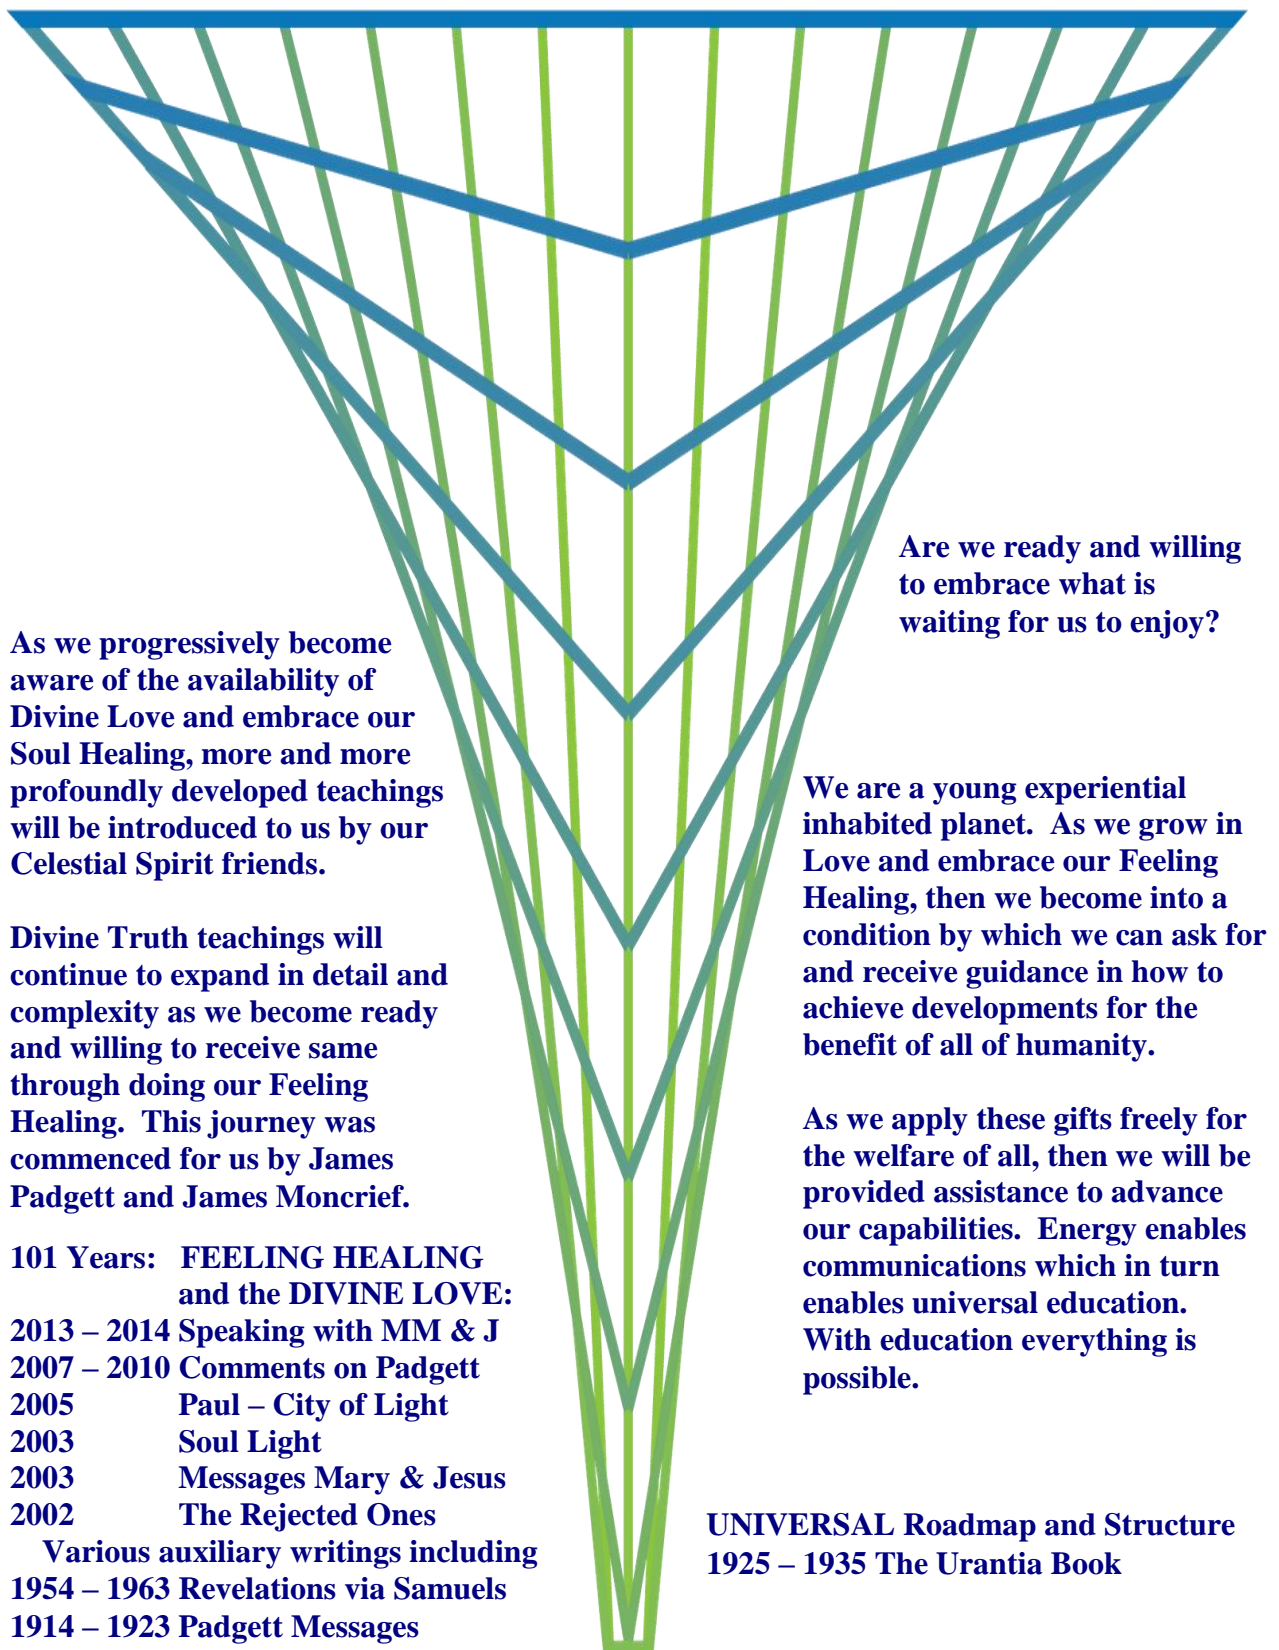 Are we ready and willing
to embrace what is
waiting for us to enjoy?
As we progressively become
aware of the availability of
Divine Love and embrace our
Soul Healing, more and more
profoundly developed teachings
will be introduced to us by our
Celestial Spirit friends.
Divine Truth teachings will
continue to expand in detail and
complexity as we become ready
and willing to receive same
through doing our Feeling
Healing. This journey was
commenced for us by James
Padgett and James Moncrief.
101 Years: FEELING HEALING
and the DIVINE LOVE:
2013 – 2014 Speaking with MM & J
2007 – 2010 Comments on Padgett
2005 Paul – City of Light
2003 Soul Light
2003 Messages Mary & Jesus
2002 The Rejected Ones
Various auxiliary writings including
1954 – 1963 Revelations via Samuels
1914 – 1923 Padgett Messages
We are a young experiential
inhabited planet. As we grow in
Love and embrace our Feeling
Healing, then we become into a
condition by which we can ask for
and receive guidance in how to
achieve developments for the
benefit of all of humanity.
As we apply these gifts freely for
the welfare of all, then we will be
provided assistance to advance
our capabilities. Energy enables
communications which in turn
enables universal education.
With education everything is
possible.
UNIVERSAL Roadmap and Structure
1925 – 1935 The Urantia Book